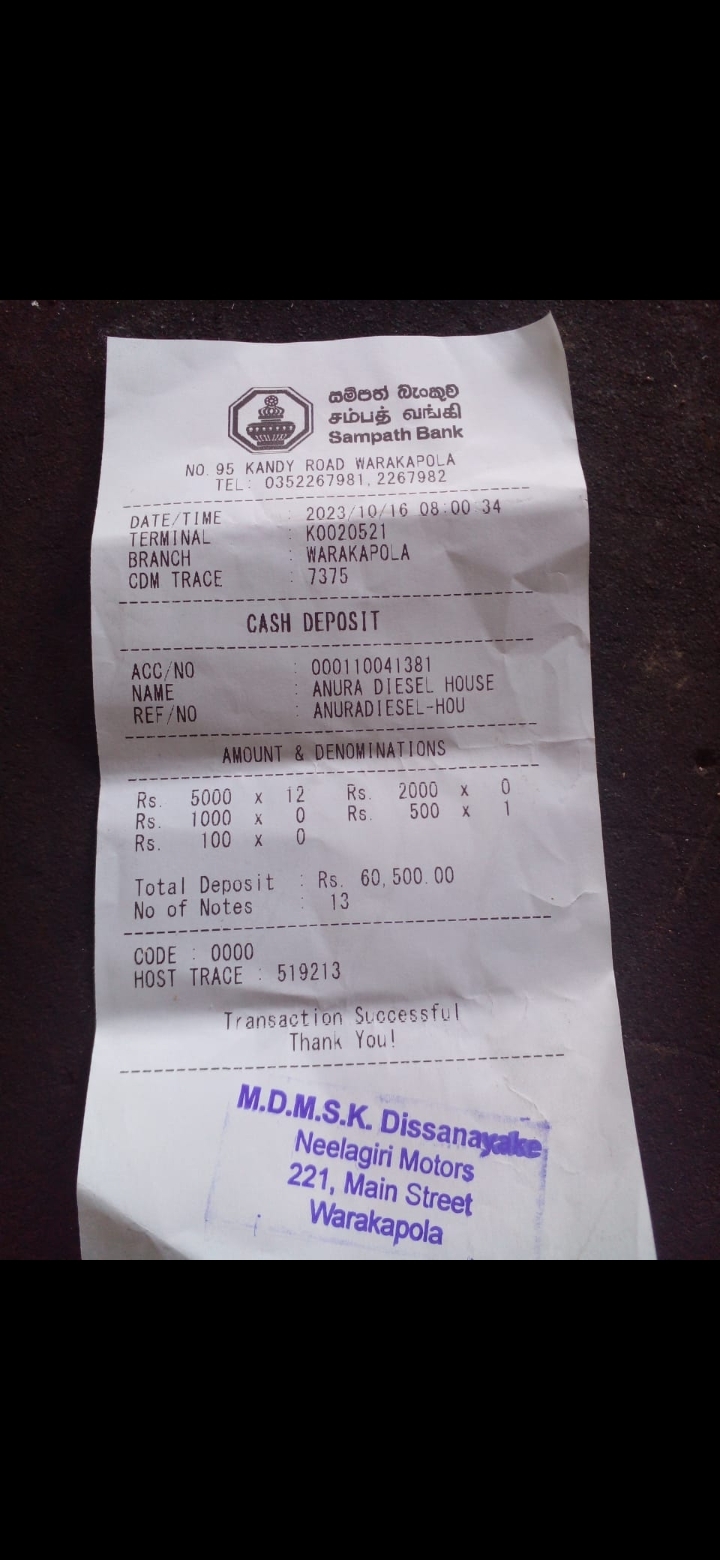 සම්පත් බැංකුව
சம்பத் வங்கி
Sampath Bank
NO. 95 KANDY ROAD WARAKAPOLA
TEL: 0352267981, 2267982
DATE/TIME : 2023/10/16 08:00:34
TERMINAL : K0020521
BRANCH : WARAKAPOLA
CDM TRACE : 7375
CASH DEPOSIT
ACC/NO : 000110041381
NAME : ANURA DIESEL HOUSE
REF/NO : ANURADIESEL-HOU
AMOUNT & DENOMINATIONS
Rs. 5000 x 12 Rs. 2000 x 0
Rs. 1000 x 0 Rs. 500 x 1
Rs. 100 x 0
Total Deposit : Rs. 60,500.00
No of Notes : 13
CODE : 0000
HOST TRACE : 519213
Transaction Successful
Thank You!
M.D.M.S.K. Dissanayake
Neelagiri Motors
221, Main Street
Warakapola